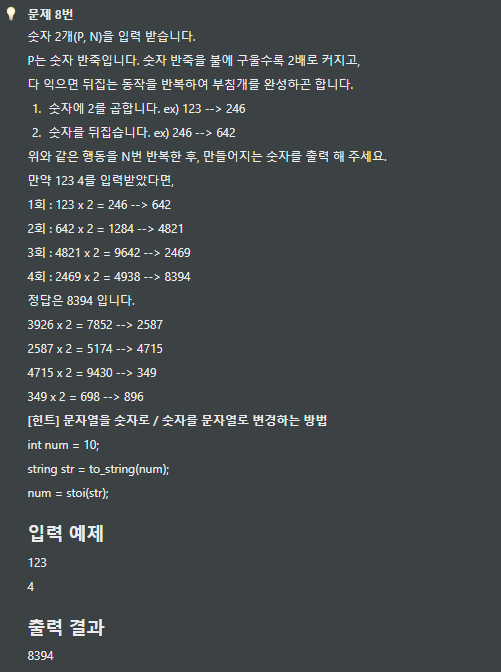 문제 8번
숫자 2개(P, N)을 입력 받습니다.
P는 숫자 반죽입니다. 숫자 반죽을 불에 구울수록 2배로 커지고,
다 익으면 뒤집는 동작을 반복하여 부침개를 완성하곤 합니다.
1. 숫자에 2를 곱합니다. ex) 123 --> 246
2. 숫자를 뒤집습니다. ex) 246 --> 642
위와 같은 행동을 N번 반복한 후, 만들어지는 숫자를 출력 해 주세요.
만약 123 4를 입력받았다면,
1회 : 123 x 2 = 246 --> 642
2회 : 642 x 2 = 1284 --> 4821
3회 : 4821 x 2 = 9642 --> 2469
4회 : 2469 x 2 = 4938 --> 8394
정답은 8394 입니다.
3926 x 2 = 7852 --> 2587
2587 x 2 = 5174 --> 4715
4715 x 2 = 9430 --> 349
349 x 2 = 698 --> 896
[힌트] 문자열을 숫자로 / 숫자를 문자열로 변경하는 방법
int num = 10;
string str = to_string(num);
num = stoi(str);
입력 예제
123
4
출력 결과
8394